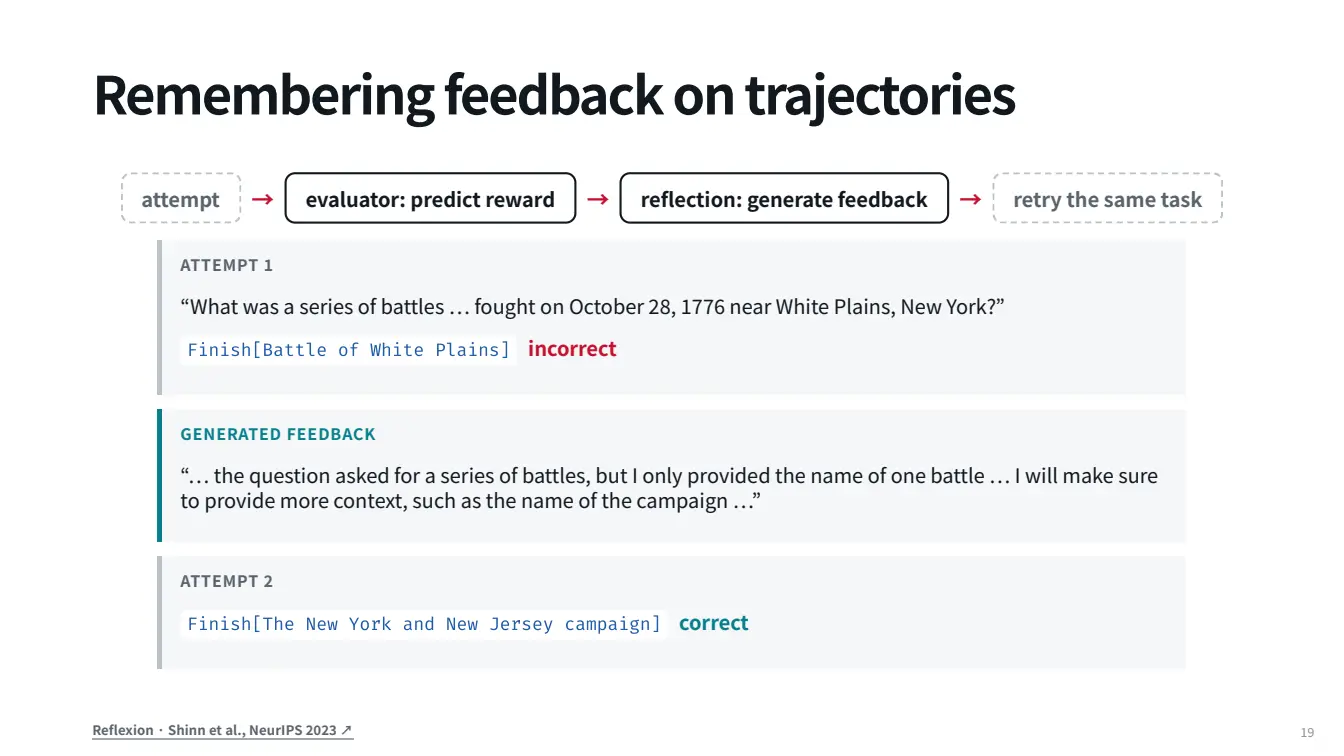 Remembering feedback on trajectories
attempt → evaluator: predict reward → reflection: generate feedback → retry the same task
ATTEMPT 1
“What was a series of battles … fought on October 28, 1776 near White Plains, New York?”
Finish[Battle of White Plains] incorrect
GENERATED FEEDBACK
“… the question asked for a series of battles, but I only provided the name of one battle … I will make sure
to provide more context, such as the name of the campaign …”
ATTEMPT 2
Finish[The New York and New Jersey campaign] correct
Reflexion · Shinn et al., NeurIPS 2023 ↗
19